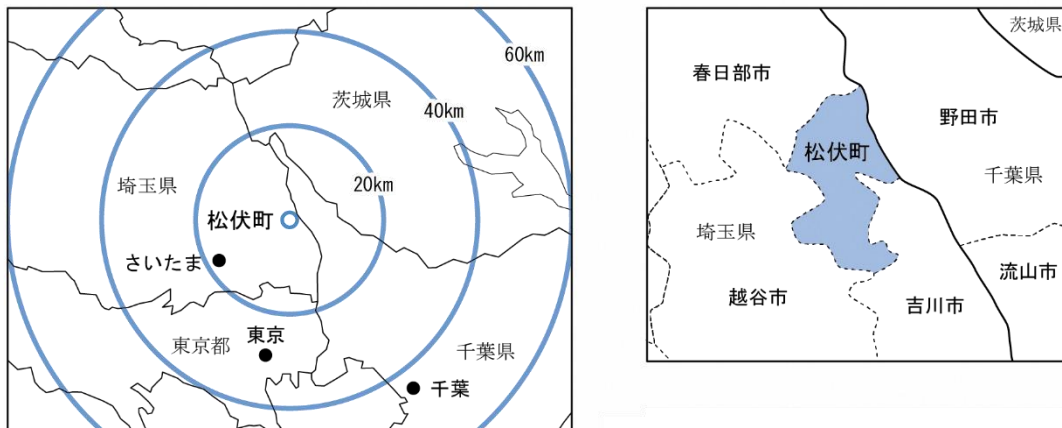 60km
茨城県
40km
埼玉県
20km
松伏町
さいたま
東京都
東京
千葉県
千葉
茨城県
春日部市
野田市
松伏町
千葉県
埼玉県
流山市
越谷市
吉川市